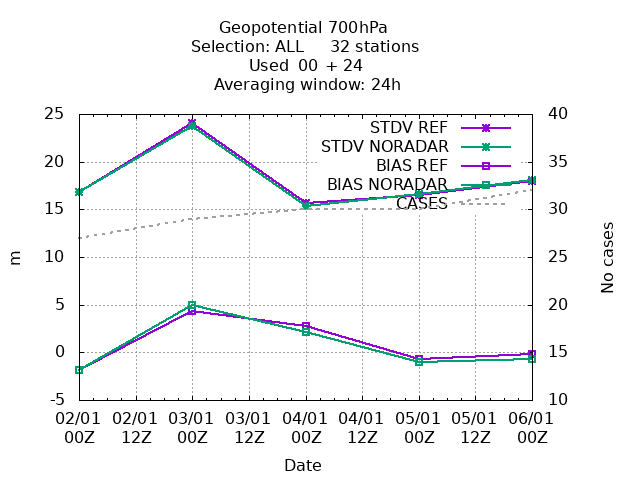 Geopotential 700hPa
Selection: ALL     32 stations
Used  00 + 24
Averaging window: 24h
25
20
15
10
5
0
-5
m
40
35
30
25
20
15
10
No cases
STDV REF
STDV NORADAR
BIAS REF
BIAS NORADAR
CASES
02/01 02/01 03/01 03/01 04/01 04/01 05/01 05/01 06/01
00Z 12Z 00Z 12Z 00Z 12Z 00Z 12Z 00Z
Date